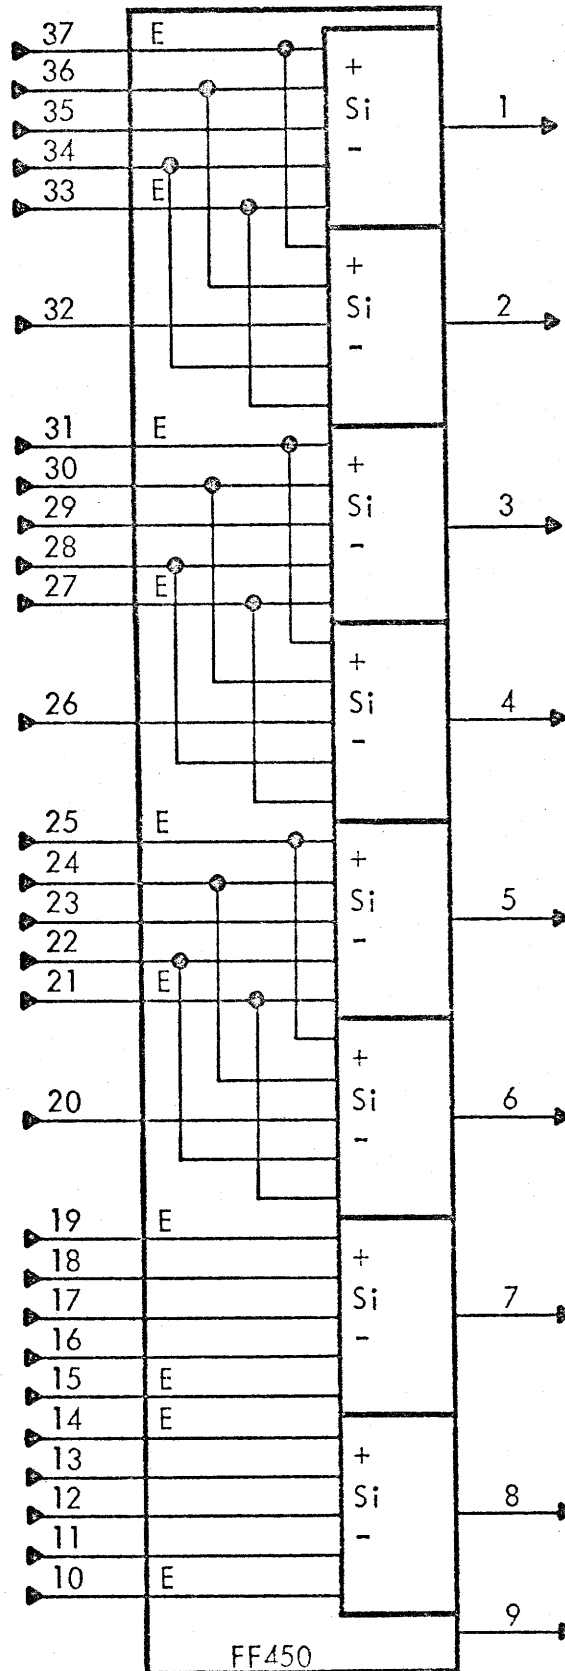 37 E
36 +
35 Si 1
34 -
33 E
+
32 Si 2
-
31 E
30 +
29 Si 3
28 -
27 E
+
26 Si 4
-
25 E
24 +
23 Si 5
22 -
21 E
+
20 Si 6
-
19 E
18 +
17 Si 7
16 -
15 E
14 E
13 +
12 Si 8
11 -
10 E
9
FF450